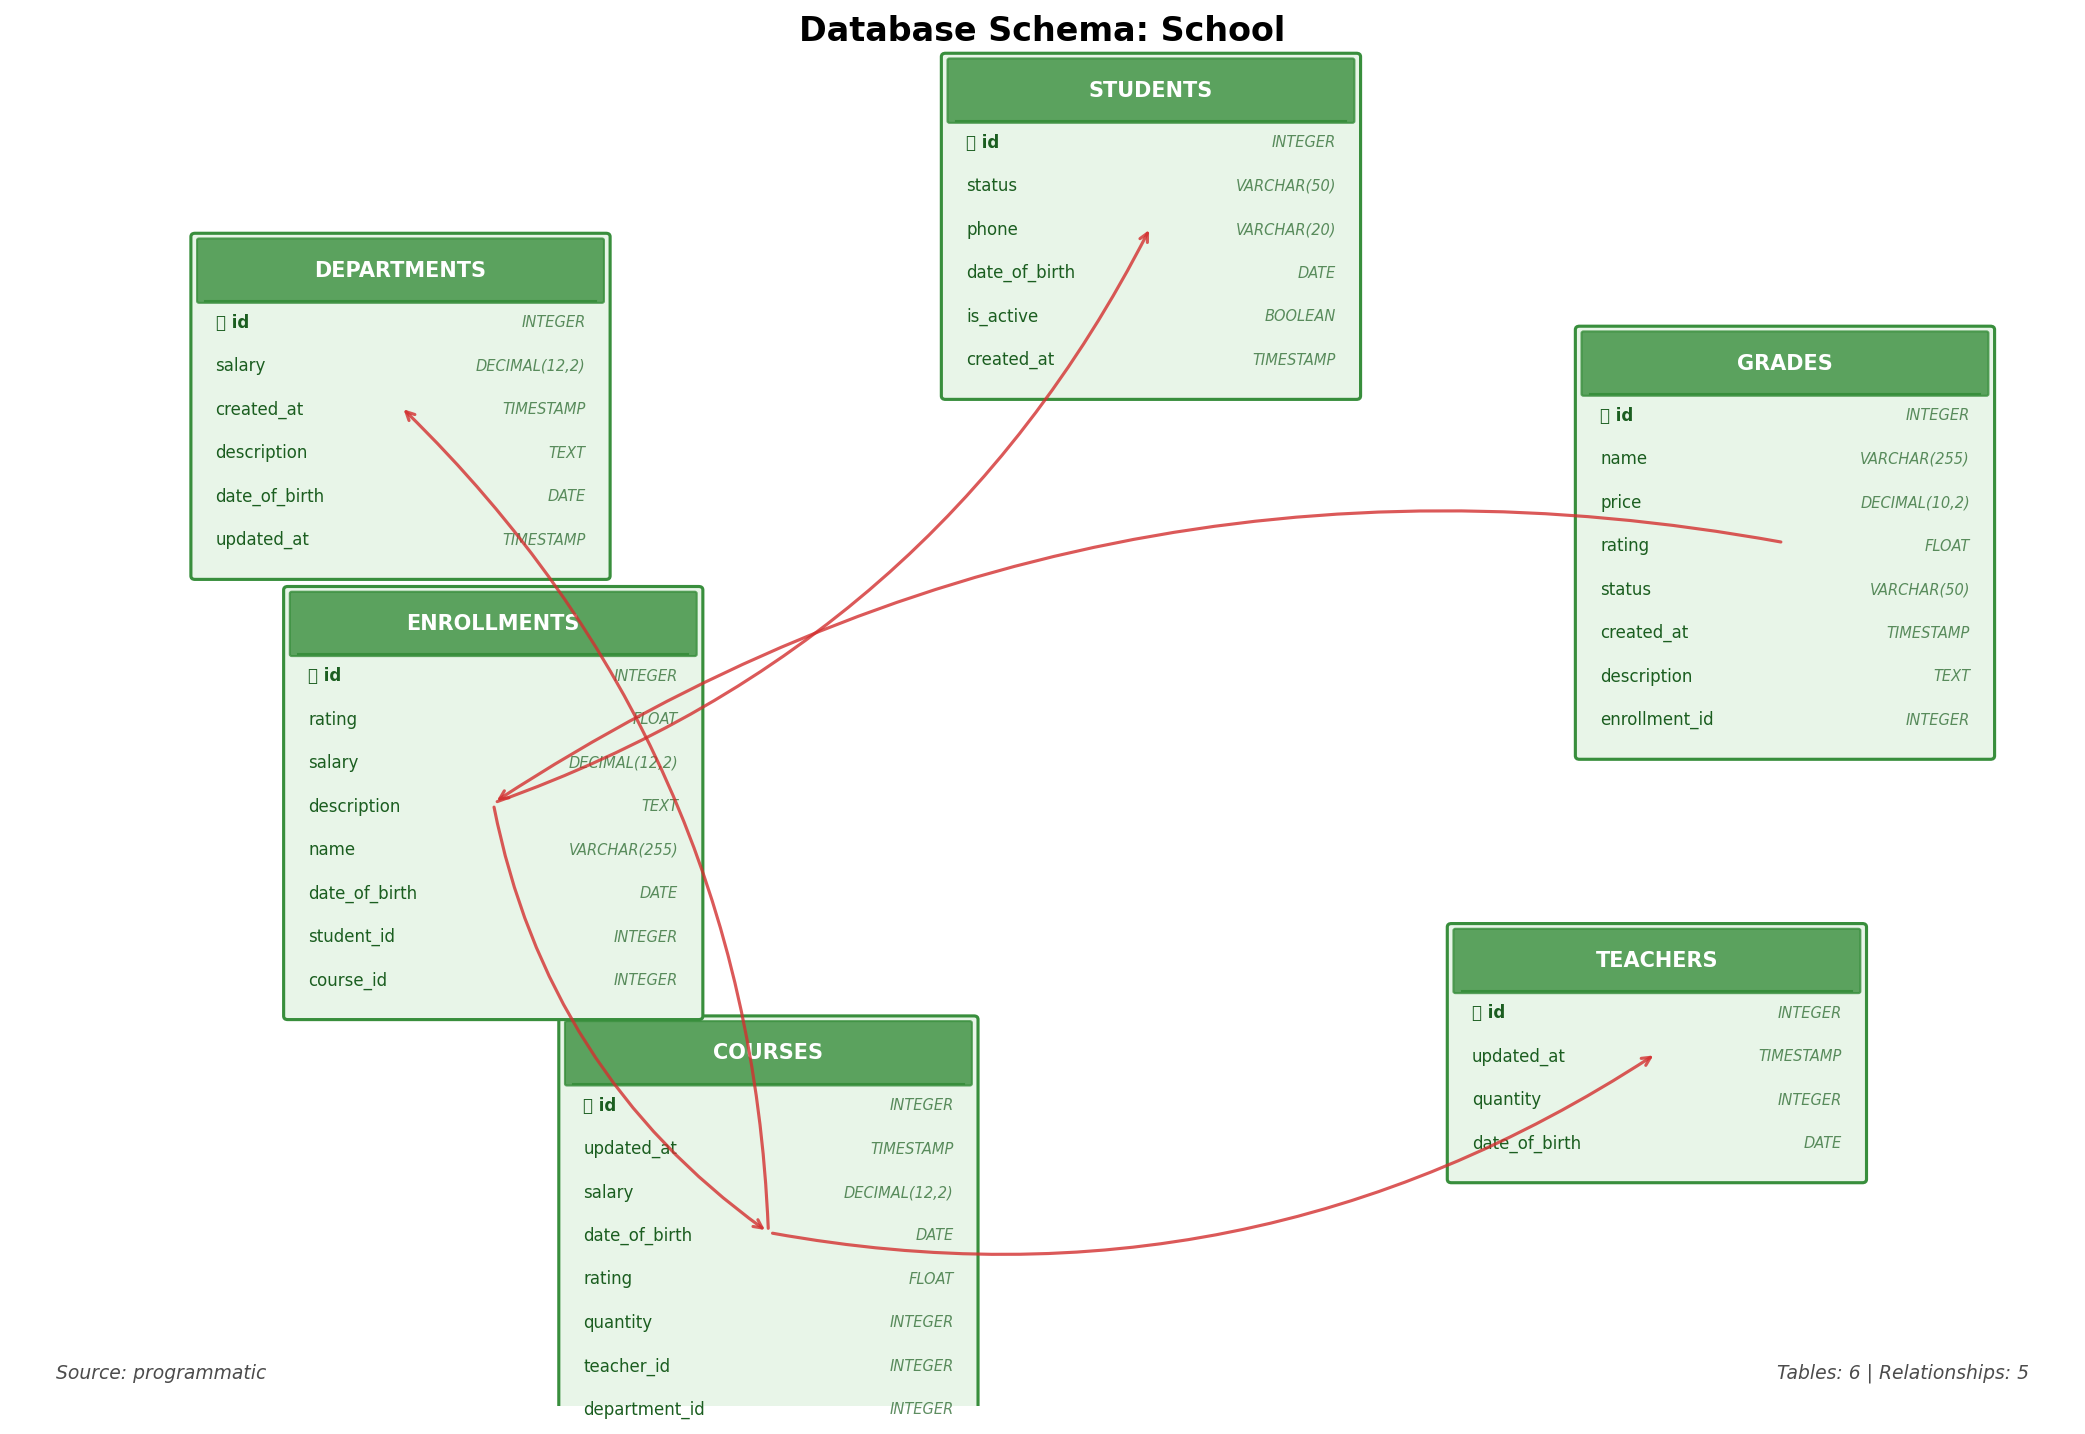 Database Schema: School
STUDENTS
id INTEGER
status VARCHAR(50)
phone VARCHAR(20)
date_of_birth DATE
is_active BOOLEAN
created_at TIMESTAMP
DEPARTMENTS
id INTEGER
salary DECIMAL(12,2)
created_at TIMESTAMP
description TEXT
date_of_birth DATE
updated_at TIMESTAMP
GRADES
id INTEGER
name VARCHAR(255)
price DECIMAL(10,2)
rating FLOAT
status VARCHAR(50)
created_at TIMESTAMP
description TEXT
enrollment_id INTEGER
ENROLLMENTS
id INTEGER
rating FLOAT
salary DECIMAL(12,2)
description TEXT
name VARCHAR(255)
date_of_birth DATE
student_id INTEGER
course_id INTEGER
TEACHERS
id INTEGER
updated_at TIMESTAMP
quantity INTEGER
date_of_birth DATE
COURSES
id INTEGER
updated_at TIMESTAMP
salary DECIMAL(12,2)
date_of_birth DATE
rating FLOAT
quantity INTEGER
teacher_id INTEGER
department_id INTEGER
Source: programmatic
Tables: 6 | Relationships: 5